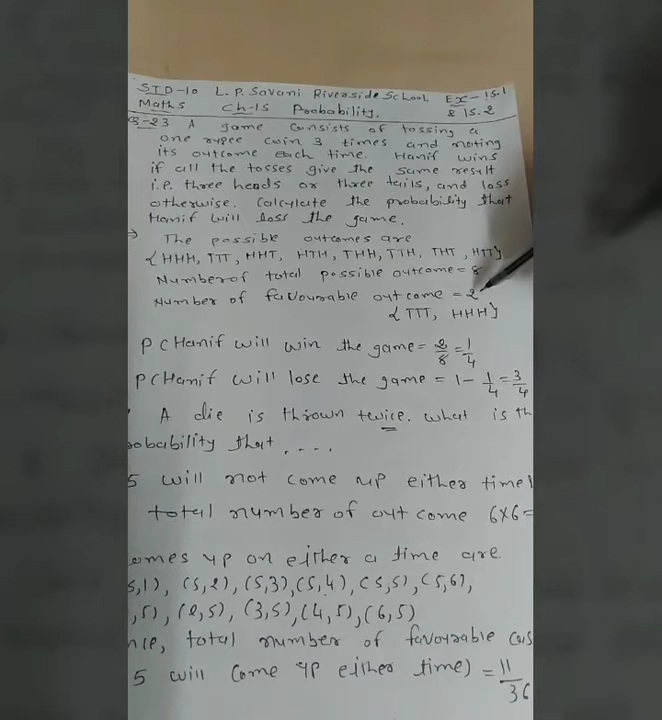 STD-10 L.P. Savani Riverside School Ex-15.1
Maths Ch-15 Probability. & 15.2
Q-23 A game consists of tossing a
one rupee coin 3 times and noting
its outcome each time. Hanif wins
if all the tosses give the same result
i.e. three heads or three tails, and loss
otherwise. Calculate the probability that
Hanif will loss the game.
⇒ The possible outcomes are
{HHH, TTT, HHT, HTH, THH, TTH, THT, HTT}
Number of total possible outcome = 8
Number of favourable outcome = 2
{TTT, HHH}
P(Hanif will win the game = 2/8 = 1/4
P(Hanif will lose the game = 1 - 1/4 = 3/4
A die is thrown twice. What is th
obability that ....
5 will not come up either time
total number of out come 6x6=
omes up on either a time are
5,1), (5,2), (5,3), (5,4), (5,5), (5,6),
,5), (2,5), (3,5), (4,5), (6,5)
nce, total number of favourable cas
5 will come up either time) = 11/36